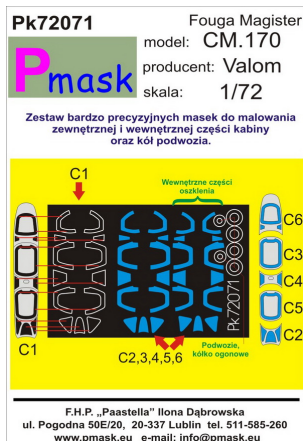 Pk72071
Fouga Magister
Pmask
model: CM.170
producent: Valom
skala: 1/72
Zestaw bardzo precyzyjnych masek do malowania
zewnętrznej i wewnętrznej części kabiny
oraz kół podwozia.
C1
Wewnętrzne części
oszklenia
C6
C3
C4
C5
C2
C1
C2,3,4,5,6
Pk 72071
Podwozie,
kółko ogonowe
F.H.P. „Paastella" Ilona Dąbrowska
ul. Pogodna 50E/20, 20-337 Lublin tel. 511-585-260
www.pmask.eu e-mail: info@pmask.eu